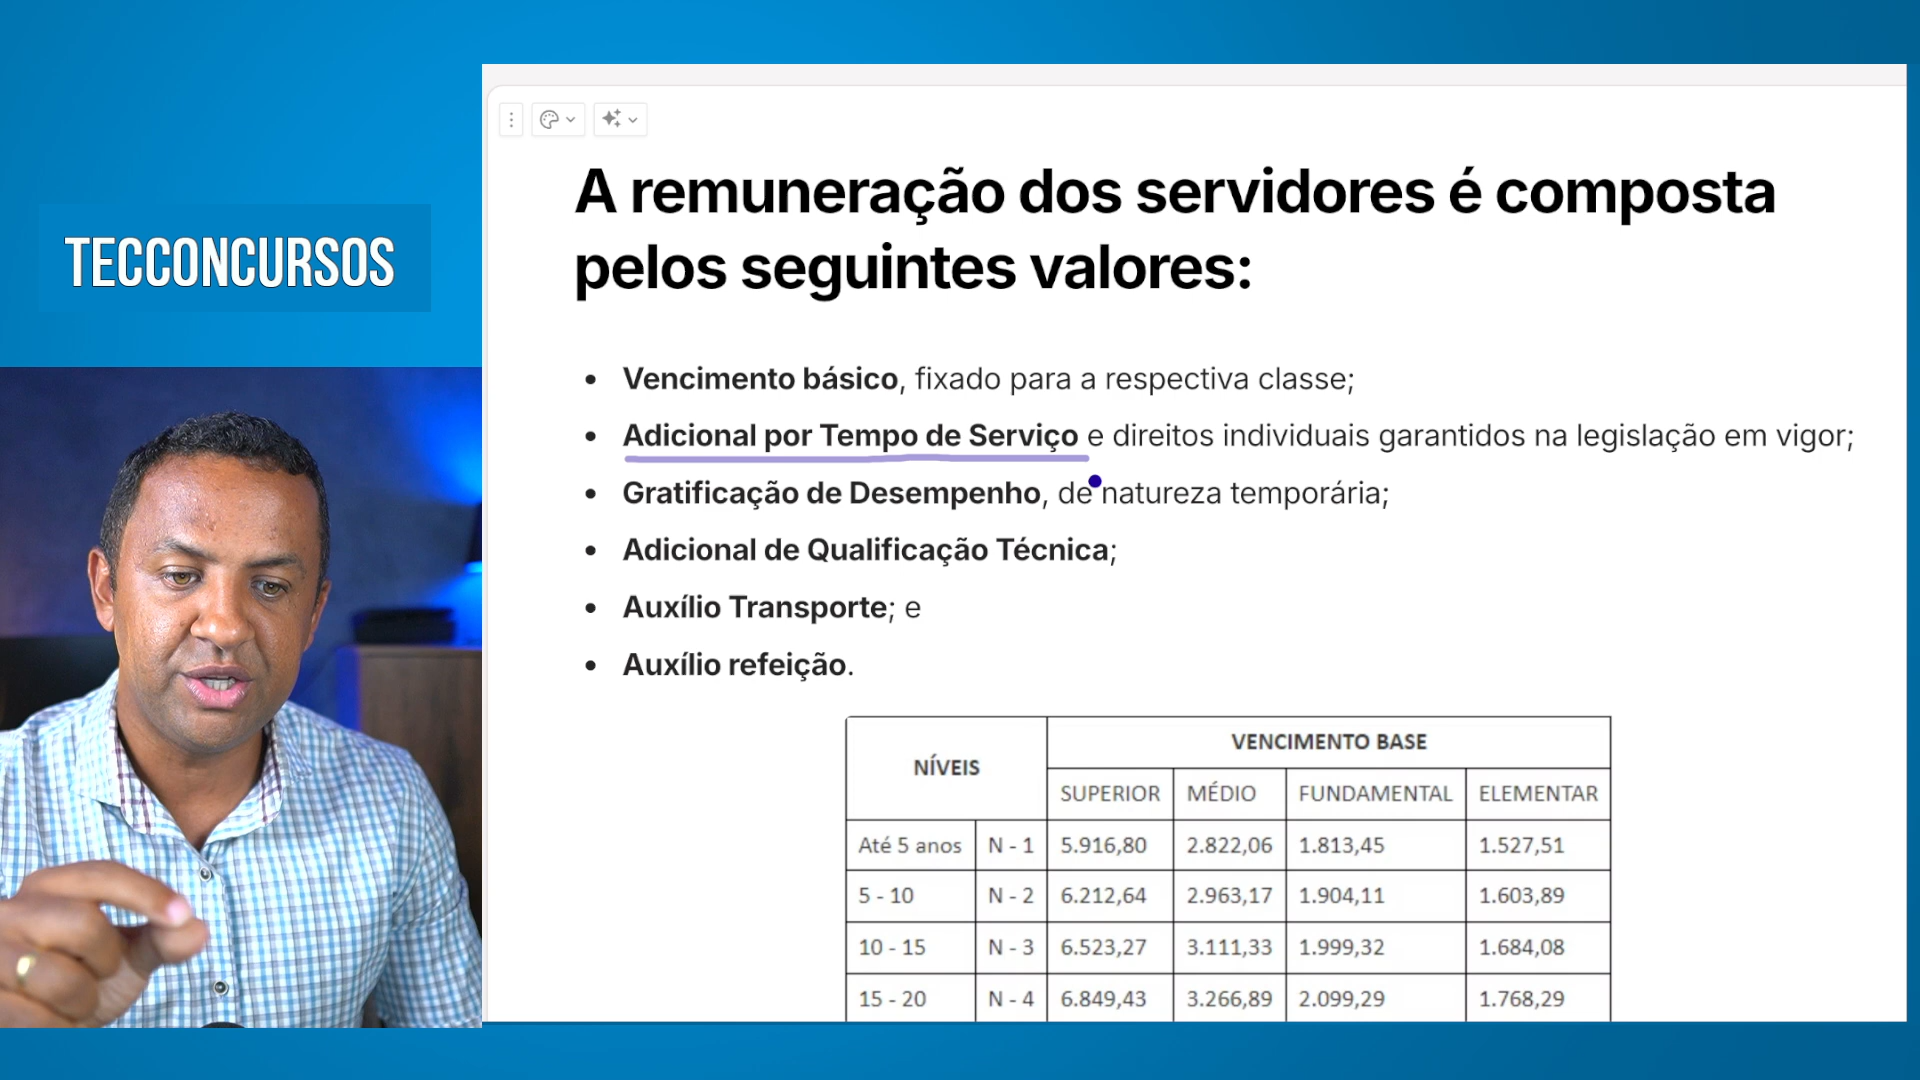 TECCONCURSOS
A remuneração dos servidores é composta
pelos seguintes valores:
• Vencimento básico, fixado para a respectiva classe;
• Adicional por Tempo de Serviço e direitos individuais garantidos na legislação em vigor;
• Gratificação de Desempenho, de natureza temporária;
• Adicional de Qualificação Técnica;
• Auxílio Transporte; e
• Auxílio refeição.
NÍVEIS VENCIMENTO BASE
SUPERIOR MÉDIO FUNDAMENTAL ELEMENTAR
Até 5 anos N - 1 5.916,80 2.822,06 1.813,45 1.527,51
5 - 10 N - 2 6.212,64 2.963,17 1.904,11 1.603,89
10 - 15 N - 3 6.523,27 3.111,33 1.999,32 1.684,08
15 - 20 N - 4 6.849,43 3.266,89 2.099,29 1.768,29